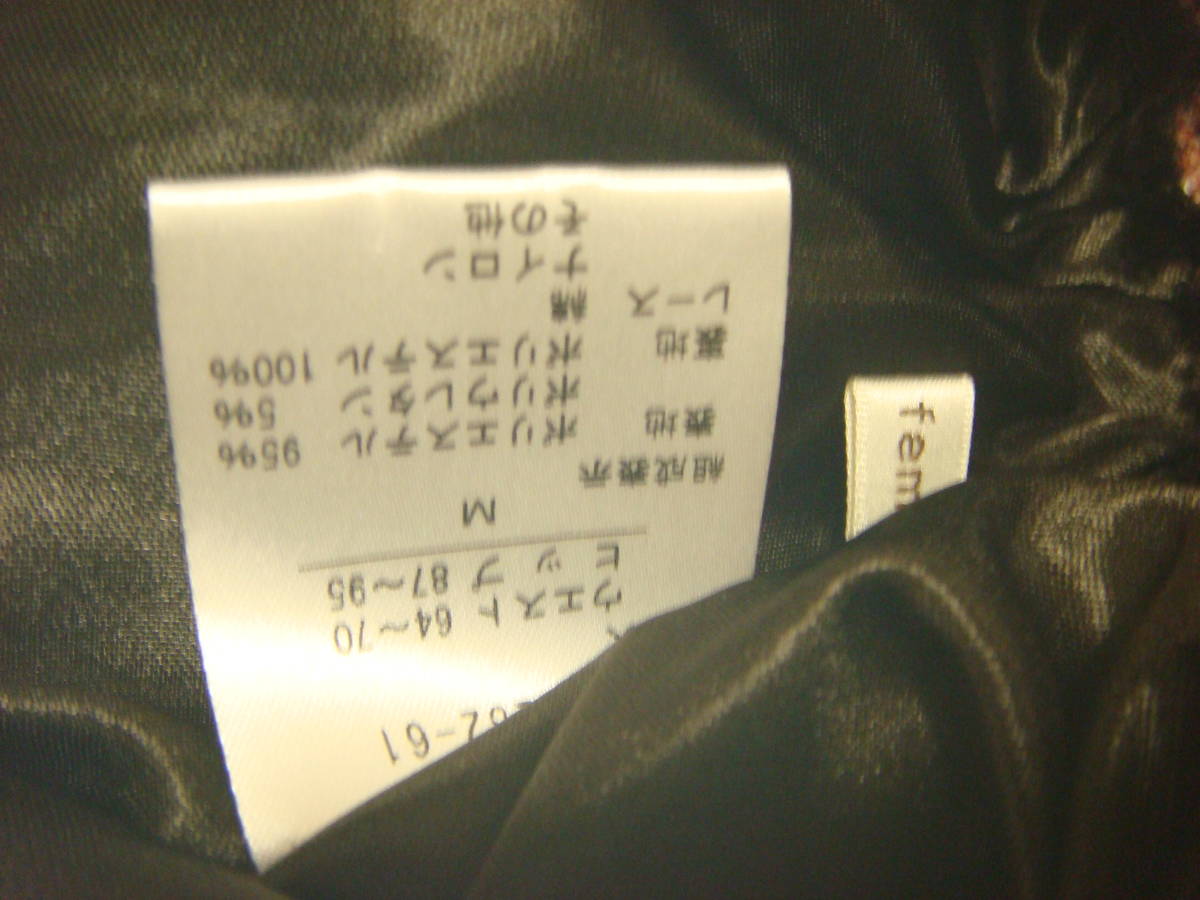 2-61
ウエスト 64~70
ヒップ 87~95
M
組成表示
表地 ポリエステル 95%
ポリウレタン 5%
裏地 ポリエステル 100%
レース 綿
ナイロン
その他
fem